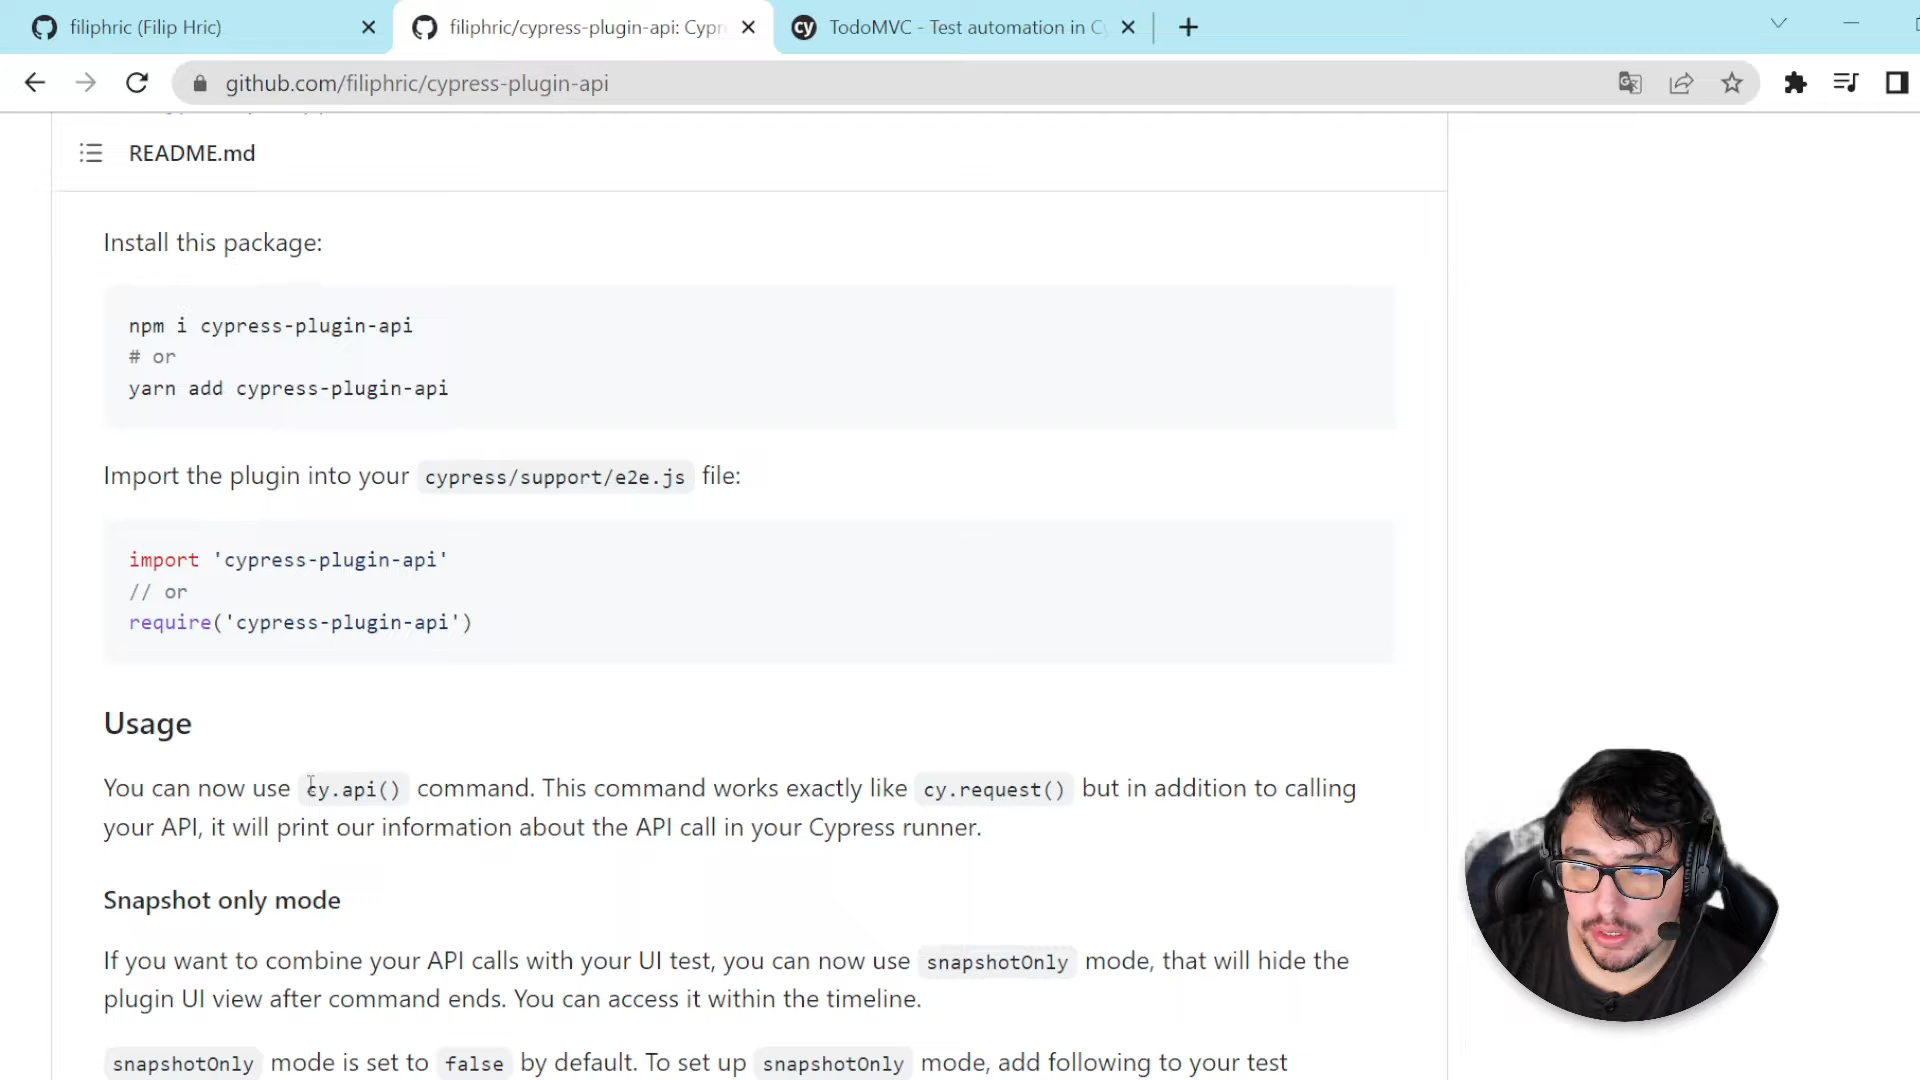 filiphric (Filip Hric)
filiphric/cypress-plugin-api: Cypr
TodoMVC - Test automation in Cy
github.com/filiphric/cypress-plugin-api
README.md
Install this package:
npm i cypress-plugin-api
# or
yarn add cypress-plugin-api
Import the plugin into your cypress/support/e2e.js file:
import 'cypress-plugin-api'
// or
require('cypress-plugin-api')
Usage
You can now use cy.api() command. This command works exactly like cy.request() but in addition to calling
your API, it will print our information about the API call in your Cypress runner.
Snapshot only mode
If you want to combine your API calls with your UI test, you can now use snapshotOnly mode, that will hide the
plugin UI view after command ends. You can access it within the timeline.
snapshotOnly mode is set to false by default. To set up snapshotOnly mode, add following to your test